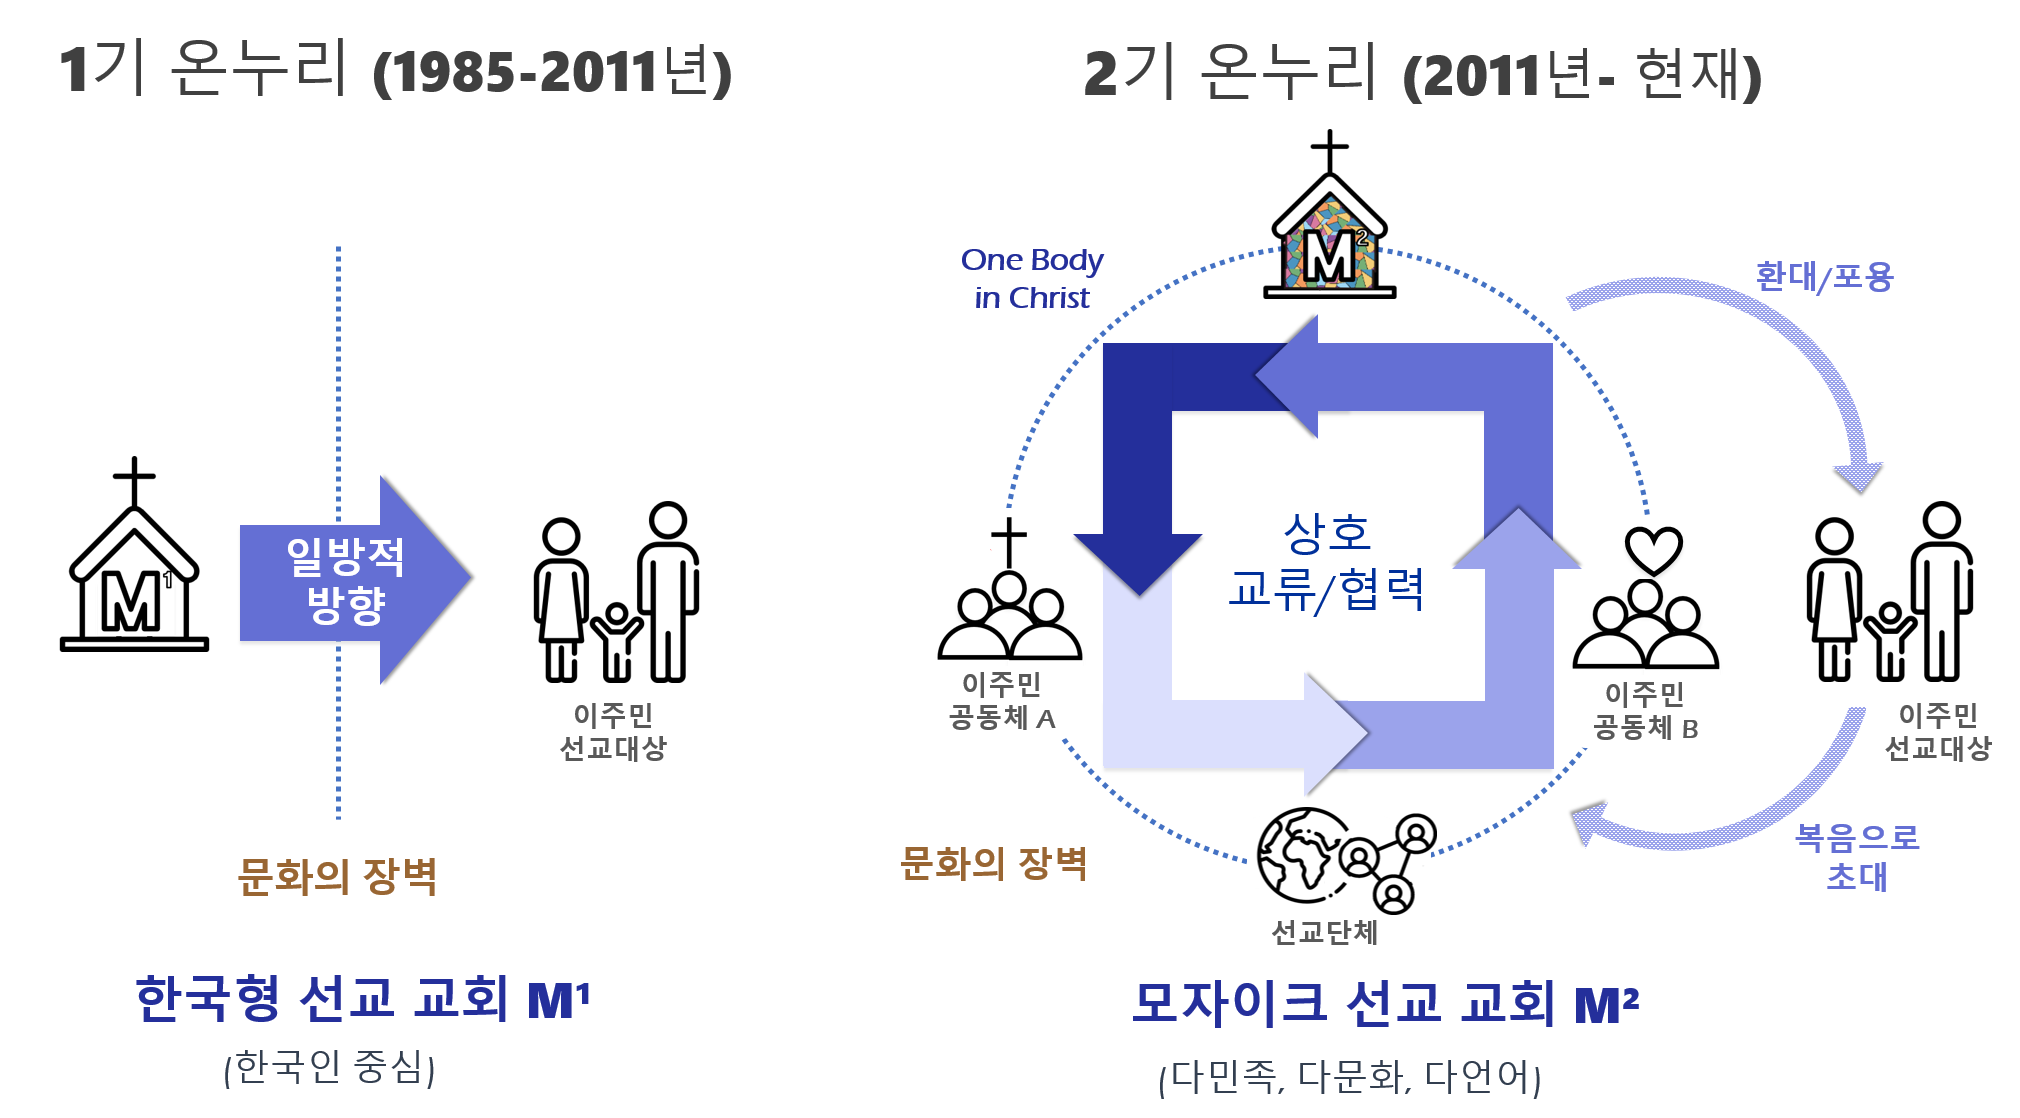 1기 온누리 (1985-2011년)
M1
일방적
방향
이주민
선교대상
문화의 장벽
한국형 선교 교회 M¹
(한국인 중심)
2기 온누리 (2011년- 현재)
M2
One Body
in Christ
환대/포용
상호
교류/협력
이주민
공동체 A
이주민
공동체 B
이주민
선교대상
문화의 장벽
복음으로
초대
선교단체
모자이크 선교 교회 M²
(다민족, 다문화, 다언어)